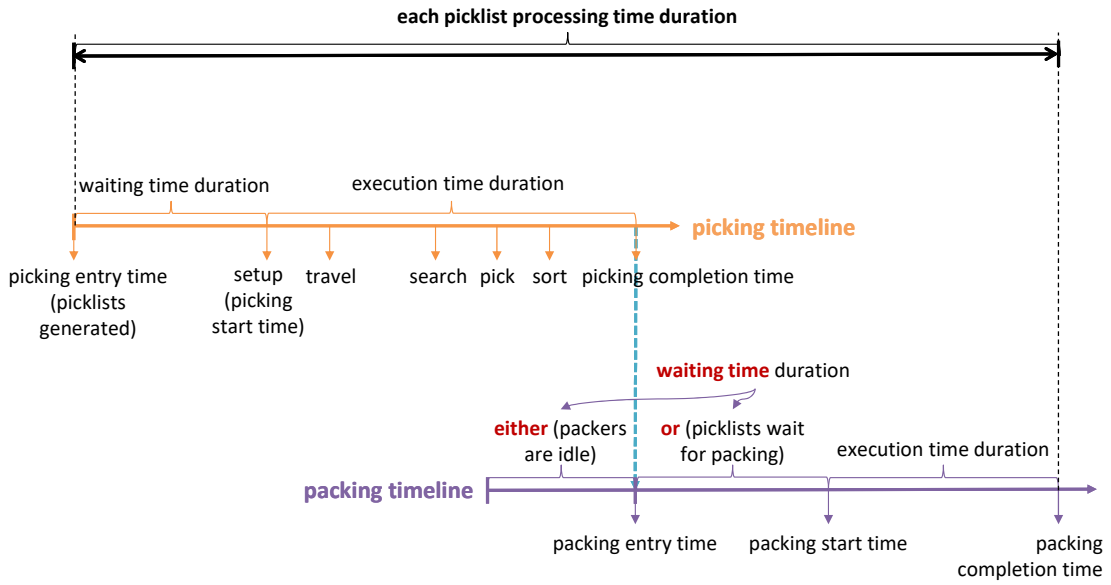 each picklist processing time duration
waiting time duration
execution time duration
picking timeline
picking entry time
(picklists
generated)
setup
(picking
start time)
travel
search
pick
sort
picking completion time
waiting time duration
either (packers
are idle)
or (picklists wait
for packing)
execution time duration
packing timeline
packing entry time
packing start time
packing
completion time